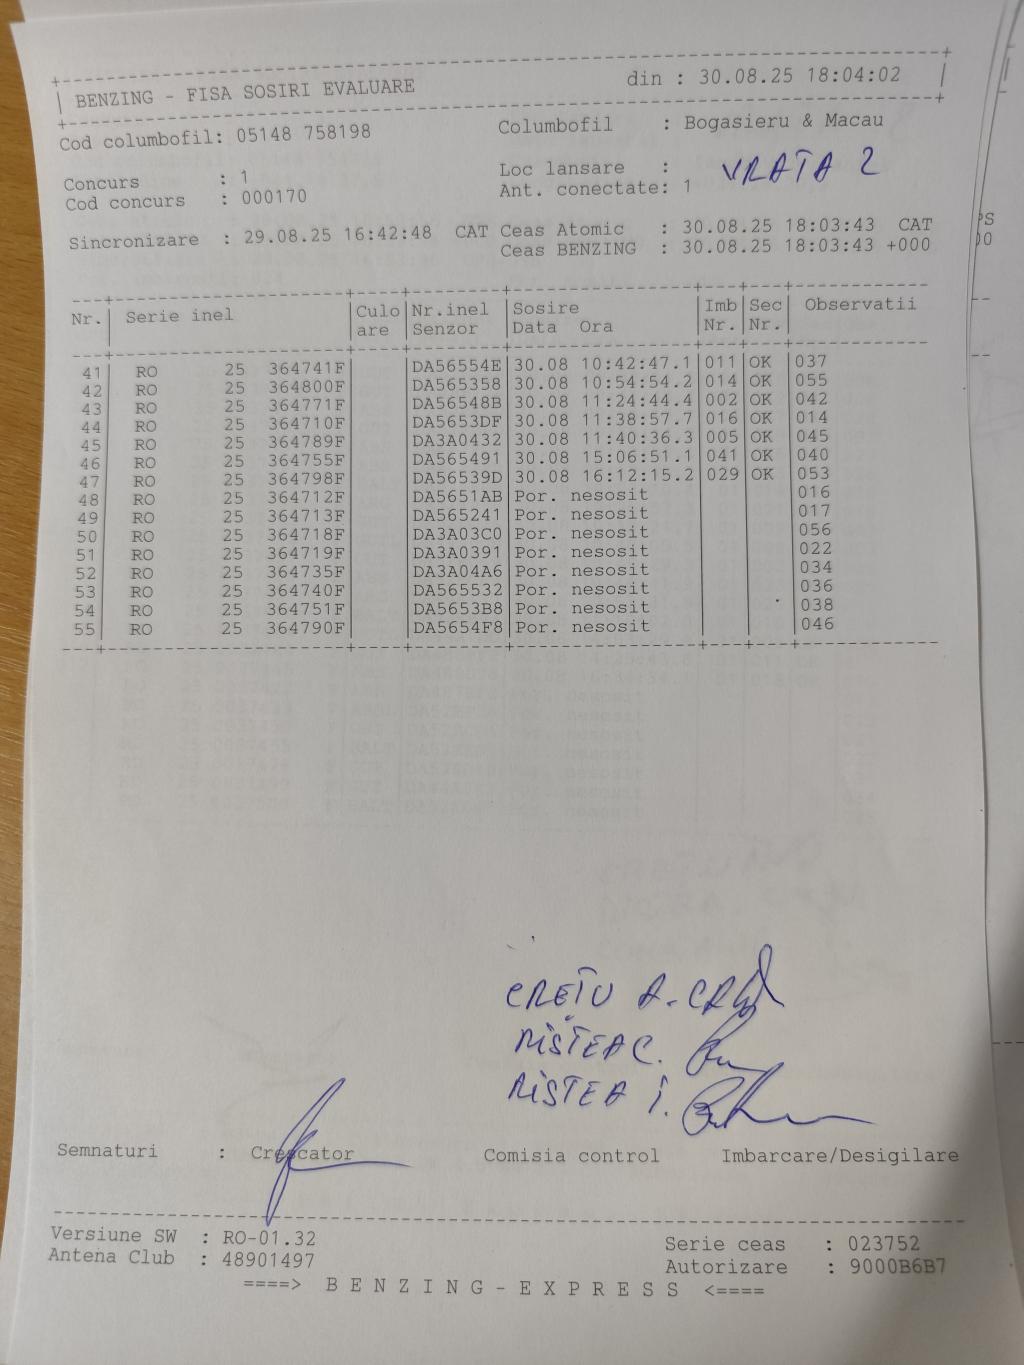 BENZING - FISA SOSIRI EVALUARE din : 30.08.25 18:04:02
Cod columbofil: 05148 758198 Columbofil : Bogasieru & Macau
Loc lansare : VRATA 2
Concurs : 1 Ant. conectate: 1
Cod concurs : 000170
Sincronizare : 29.08.25 16:42:48 CAT Ceas Atomic : 30.08.25 18:03:43 CAT
Ceas BENZING : 30.08.25 18:03:43 +000
Nr. Serie inel Culo Nr.inel Sosire Imb Sec Observatii
are Senzor Data Ora Nr. Nr.
41 RO 25 364741F DA56554E 30.08 10:42:47.1 011 OK 037
42 RO 25 364800F DA565358 30.08 10:54:54.2 014 OK 055
43 RO 25 364771F DA56548B 30.08 11:24:44.4 002 OK 042
44 RO 25 364710F DA5653DF 30.08 11:38:57.7 016 OK 014
45 RO 25 364789F DA3A0432 30.08 11:40:36.3 005 OK 045
46 RO 25 364755F DA565491 30.08 15:06:51.1 041 OK 040
47 RO 25 364798F DA56539D 30.08 16:12:15.2 029 OK 053
48 RO 25 364712F DA5651AB Por. nesosit 016
49 RO 25 364713F DA565241 Por. nesosit 017
50 RO 25 364718F DA3A03C0 Por. nesosit 056
51 RO 25 364719F DA3A0391 Por. nesosit 022
52 RO 25 364735F DA3A04A6 Por. nesosit 034
53 RO 25 364740F DA565532 Por. nesosit 036
54 RO 25 364751F DA5653B8 Por. nesosit 038
55 RO 25 364790F DA5654F8 Por. nesosit 046
CREȚU A.
RISTEA C.
RISTEA I.
Semnaturi : Crescator Comisia control Imbarcare/Desigilare
Versiune SW : RO-01.32 Serie ceas : 023752
Antena Club : 48901497 Autorizare : 9000B6B7
====> B E N Z I N G - E X P R E S S <====